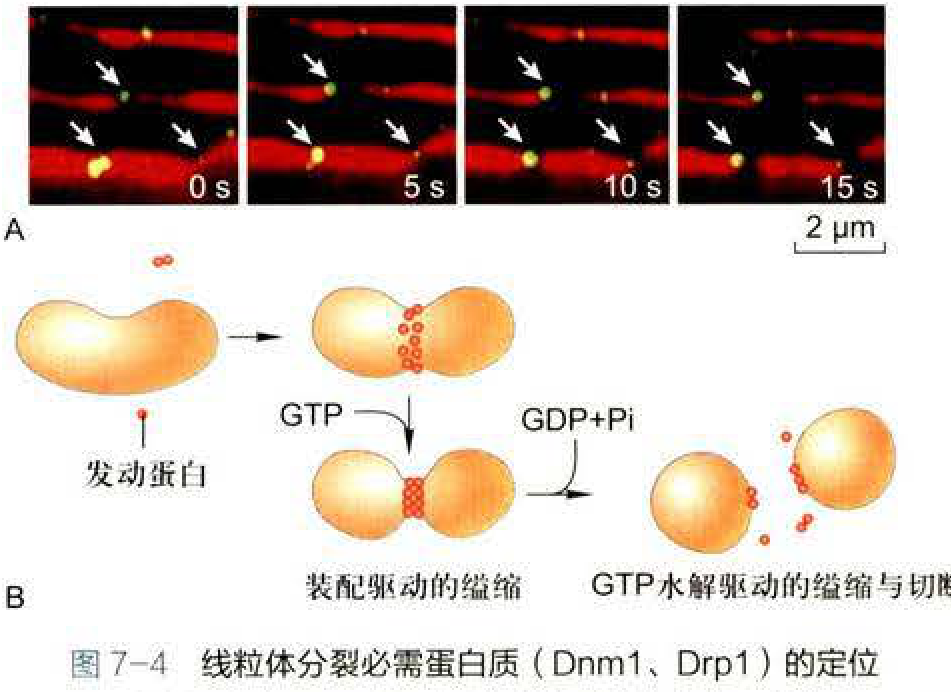 0 s
5 s
10 s
15 s
A
2 μm
GTP
GDP+Pi
发动蛋白
装配驱动的缢缩
GTP水解驱动的缢缩与切断
B
图 7-4 线粒体分裂必需蛋白质（Dnm1、Drp1）的定位